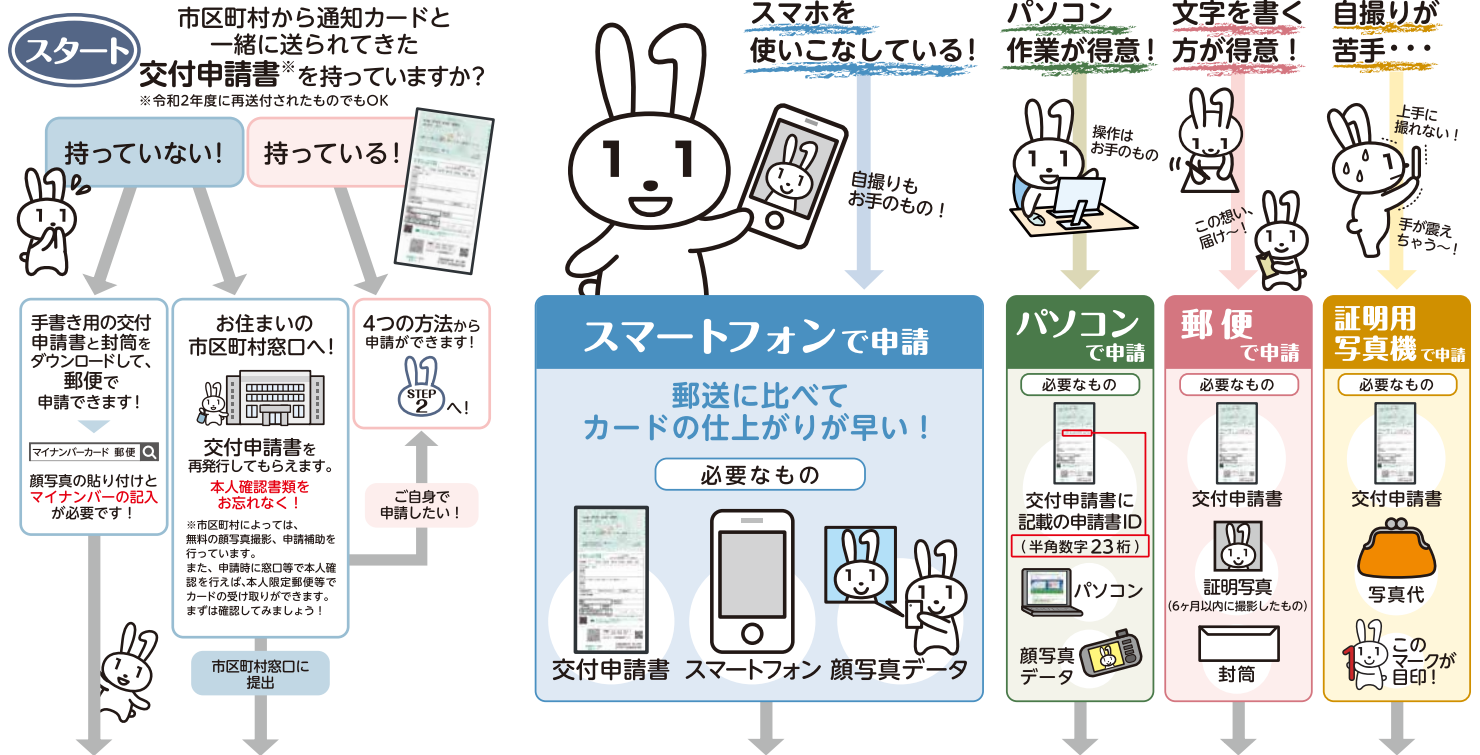 スタート
市区町村から通知カードと
一緒に送られてきた
交付申請書※を持っていますか?
※令和2年度に再送付されたものでもOK
持っていない!
持っている!
手書き用の交付
申請書と封筒を
ダウンロードして、
郵便で
申請できます!
マイナンバーカード 郵便
顔写真の貼り付けと
マイナンバーの記入
が必要です!
お住まいの
市区町村窓口へ!
交付申請書を
再発行してもらえます。
本人確認書類を
お忘れなく!
※市区町村によっては、
無料の顔写真撮影、申請補助を
行っています。
また、申請時に窓口等で本人確
認を行えば、本人限定郵便等で
カードの受け取りができます。
まずは確認してみましょう!
市区町村窓口に
提出
4つの方法から
申請ができます!
STEP
2へ!
ご自身で
申請したい!
スマホを
使いこなしている!
自撮りも
お手のもの!
スマートフォンで申請
郵送に比べて
カードの仕上がりが早い!
必要なもの
交付申請書
スマートフォン
顔写真データ
パソコン
作業が得意!
操作は
お手のもの
パソコン
で申請
必要なもの
交付申請書に
記載の申請書ID
(半角数字23桁)
パソコン
顔写真
データ
文字を書く
方が得意!
この想い、
届け〜!
郵便
で申請
必要なもの
交付申請書
証明写真
(6ヶ月以内に撮影したもの)
封筒
自撮りが
苦手・・・
上手に
撮れない!
手が震え
ちゃう〜!
証明用
写真機で申請
必要なもの
交付申請書
写真代
この
マークが
目印!